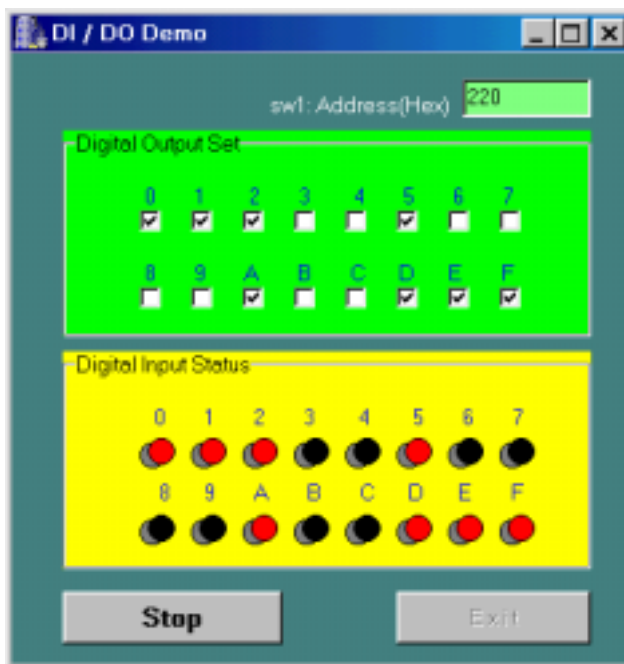 DI / DO Demo
sw1: Address(Hex) 220
Digital Output Set
0 1 2 3 4 5 6 7
8 9 A B C D E F
Digital Input Status
0 1 2 3 4 5 6 7
8 9 A B C D E F
Stop Exit